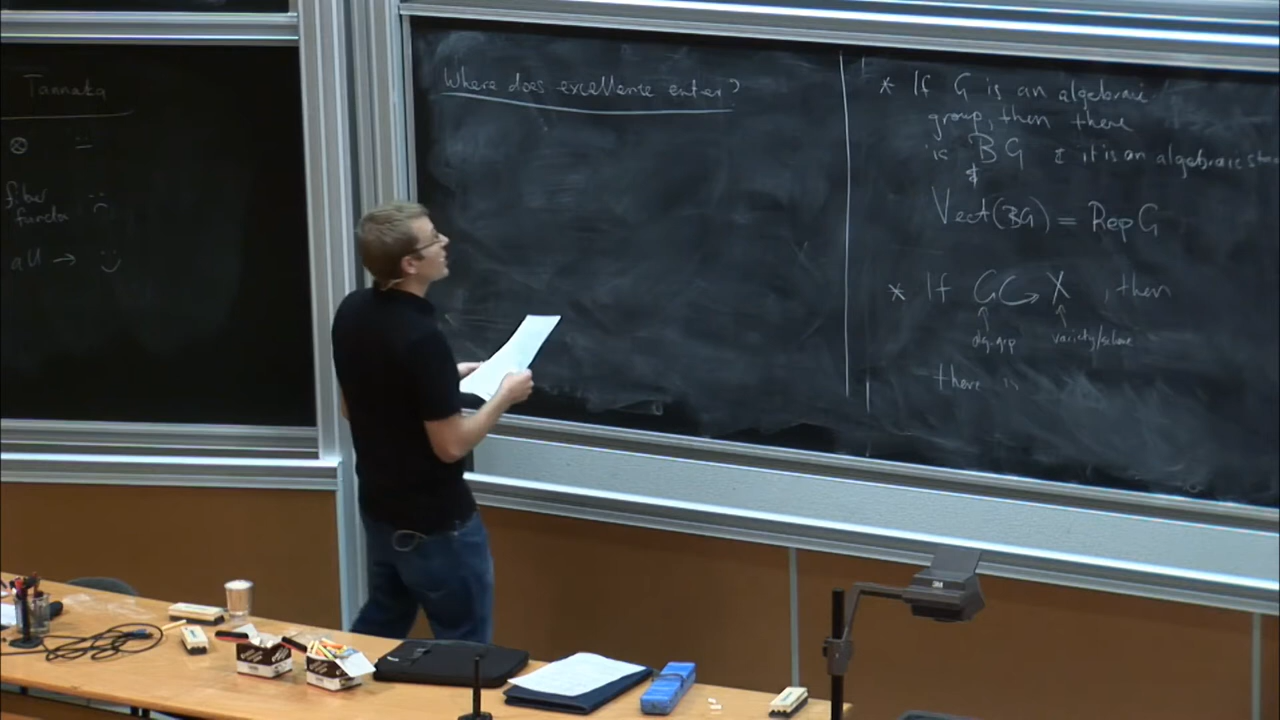 Tannaka
⊗ =
fiber
functor :(
all → :)
Where does excellence enter?
* If G is an algebraic
group, then there
is BG & it is an algebraic stack
&
Vect(BG) = Rep G
* If G ⟳ X , then
↑ ↑
alg.grp variety/scheme
there is